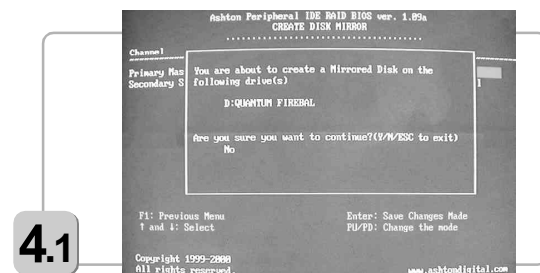 Ashton Peripheral IDE RAID BIOS ver. 1.09a
CREATE DISK MIRROR
Channel
Primary Mas
Secondary S
You are about to create a Mirrored Disk on the
following drive(s)
D:QUANTUM FIREBAL
Are you sure you want to continue?(Y/N/ESC to exit)
No
F1: Previous Menu
↑ and ↓: Select
Enter: Save Changes Made
PU/PD: Change the mode
4.1
Copyright 1999-2000
All rights reserved.
www.ashtondigital.com